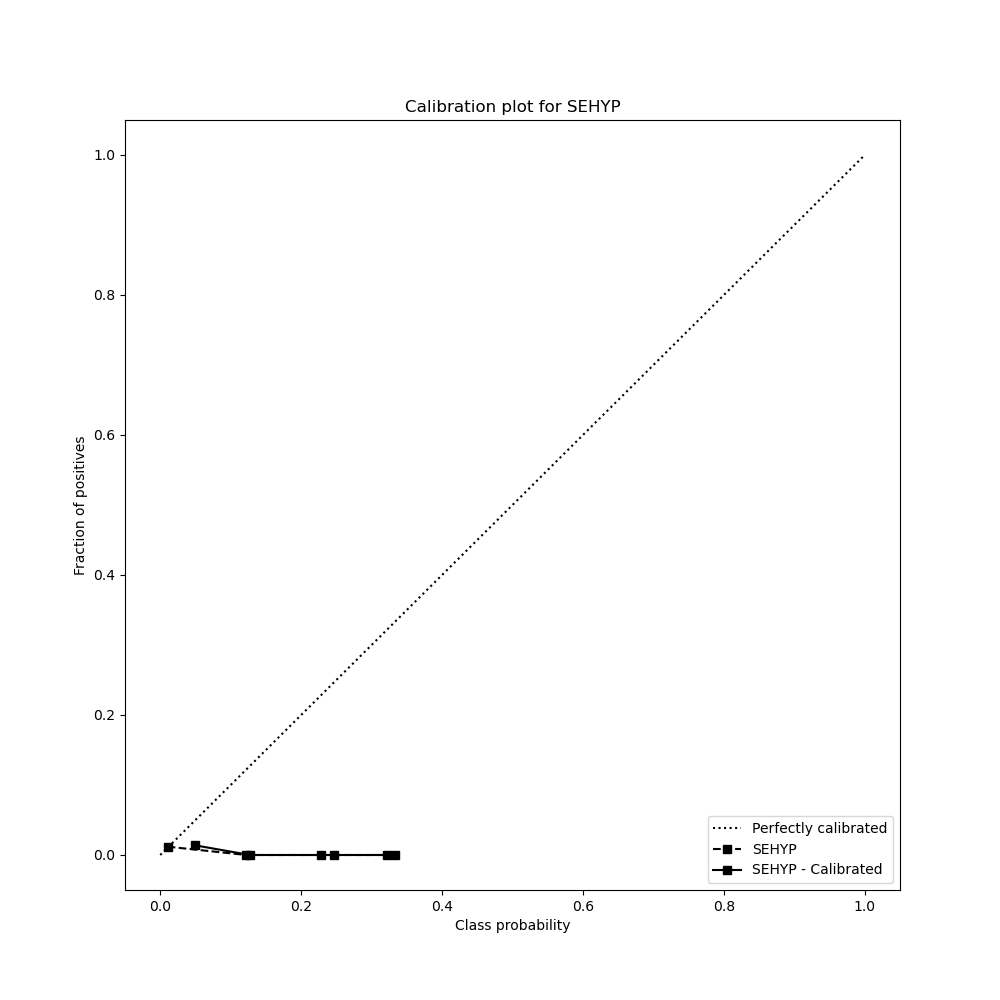 Calibration plot for SEHYP
1.0
0.8
0.6
0.4
0.2
0.0
Fraction of positives
0.0 0.2 0.4 0.6 0.8 1.0
Class probability
Perfectly calibrated
SEHYP
SEHYP - Calibrated